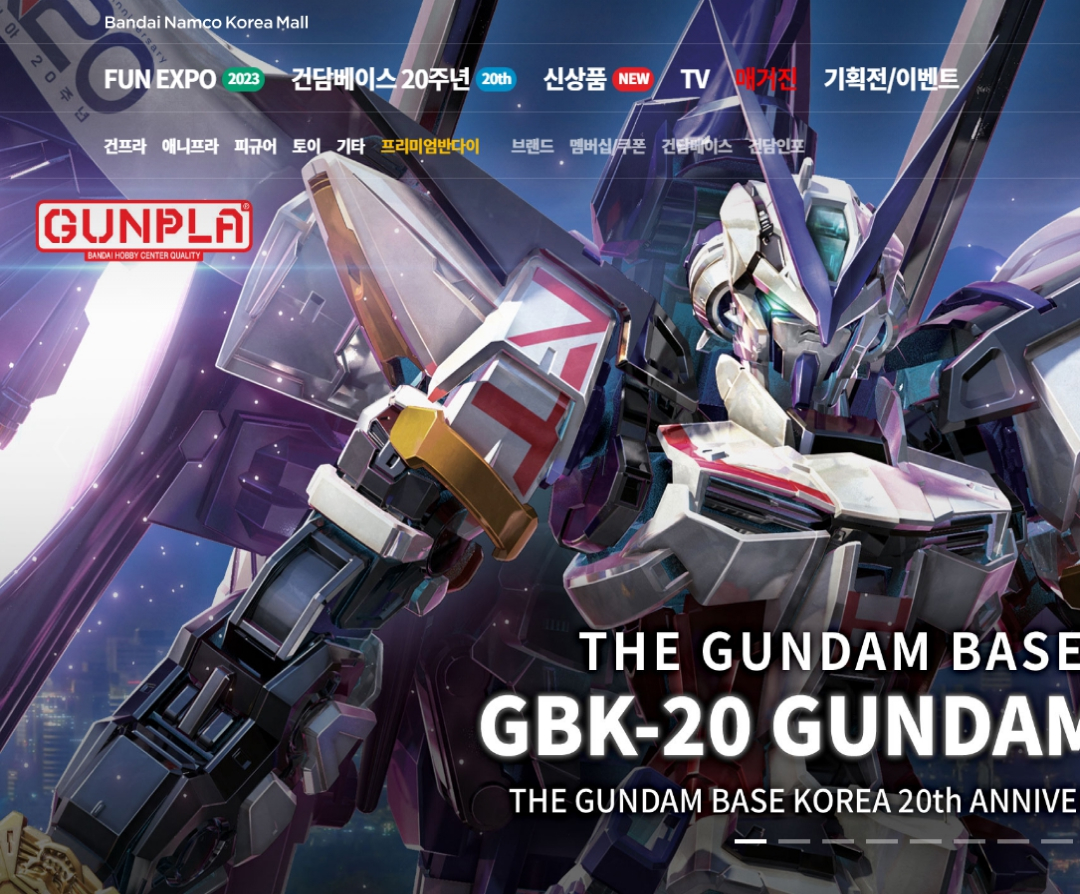 Bandai Namco Korea Mall
FUN EXPO 2023 건담베이스 20주년 20th 신상품 NEW TV 매거진 기획전/이벤트
건프라 애니프라 피규어 토이 기타 프리미엄반다이 브랜드 멤버십/쿠폰 건담베이스 건담인포
GUNPLA®
BANDAI HOBBY CENTER QUALITY
THE GUNDAM BASE
GBK-20 GUNDAM
THE GUNDAM BASE KOREA 20th ANNIVE